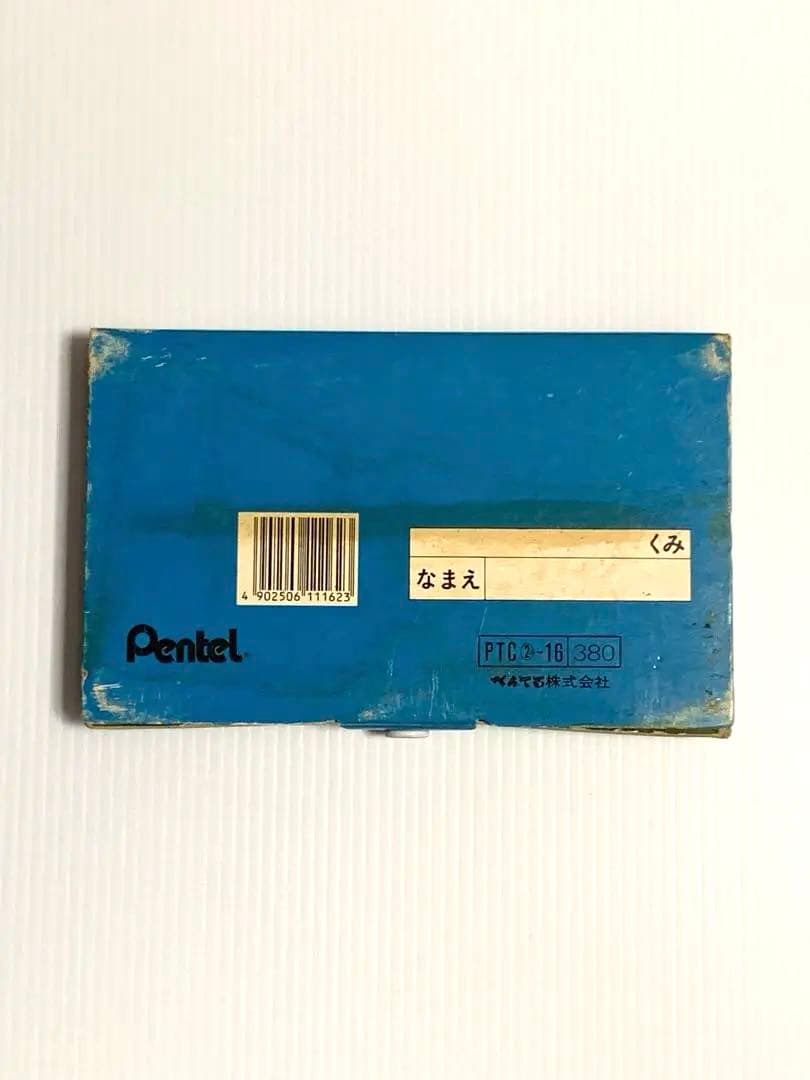 くみ
なまえ
4 902506 111623
Pentel
PTC②-16 380
ぺんてる株式会社